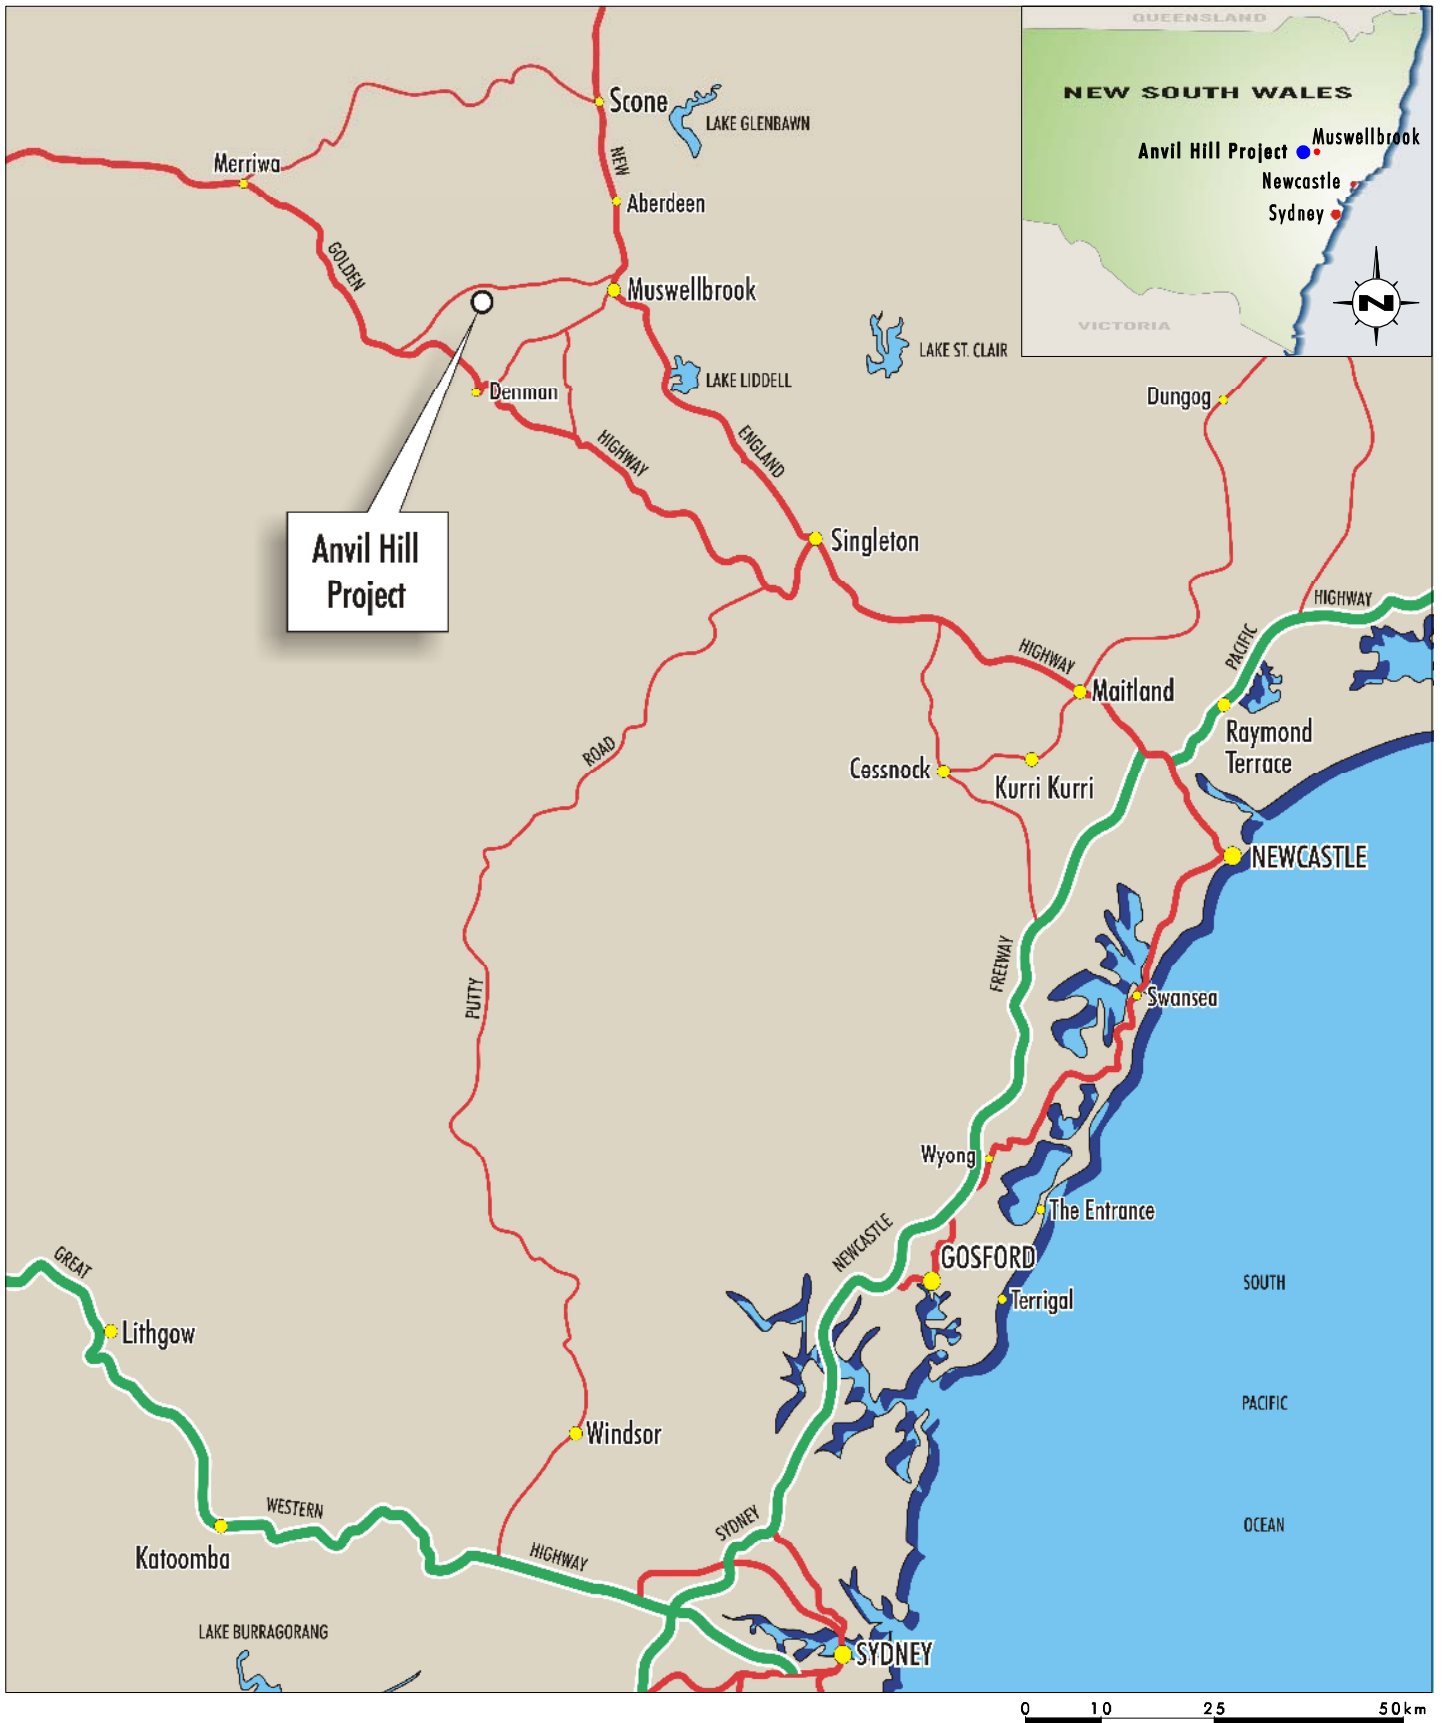 QUEENSLAND
NEW SOUTH WALES
Muswellbrook
Anvil Hill Project
Newcastle
Sydney
N
VICTORIA
Scone
LAKE GLENBAWN
NEW
Merriwa
Aberdeen
GOLDEN
Muswellbrook
LAKE ST. CLAIR
LAKE LIDDELL
Denman
Dungog
HIGHWAY
ENGLAND
Anvil Hill
Project
Singleton
HIGHWAY
PACIFIC
HIGHWAY
Maitland
Raymond
Terrace
ROAD
Cessnock
Kurri Kurri
NEWCASTLE
FREEWAY
PUTTY
Swansea
Wyong
The Entrance
NEWCASTLE
GREAT
GOSFORD
SOUTH
Terrigal
Lithgow
PACIFIC
Windsor
WESTERN
SYDNEY
OCEAN
Katoomba
HIGHWAY
LAKE BURRAGORANG
SYDNEY
0 10 25 50km